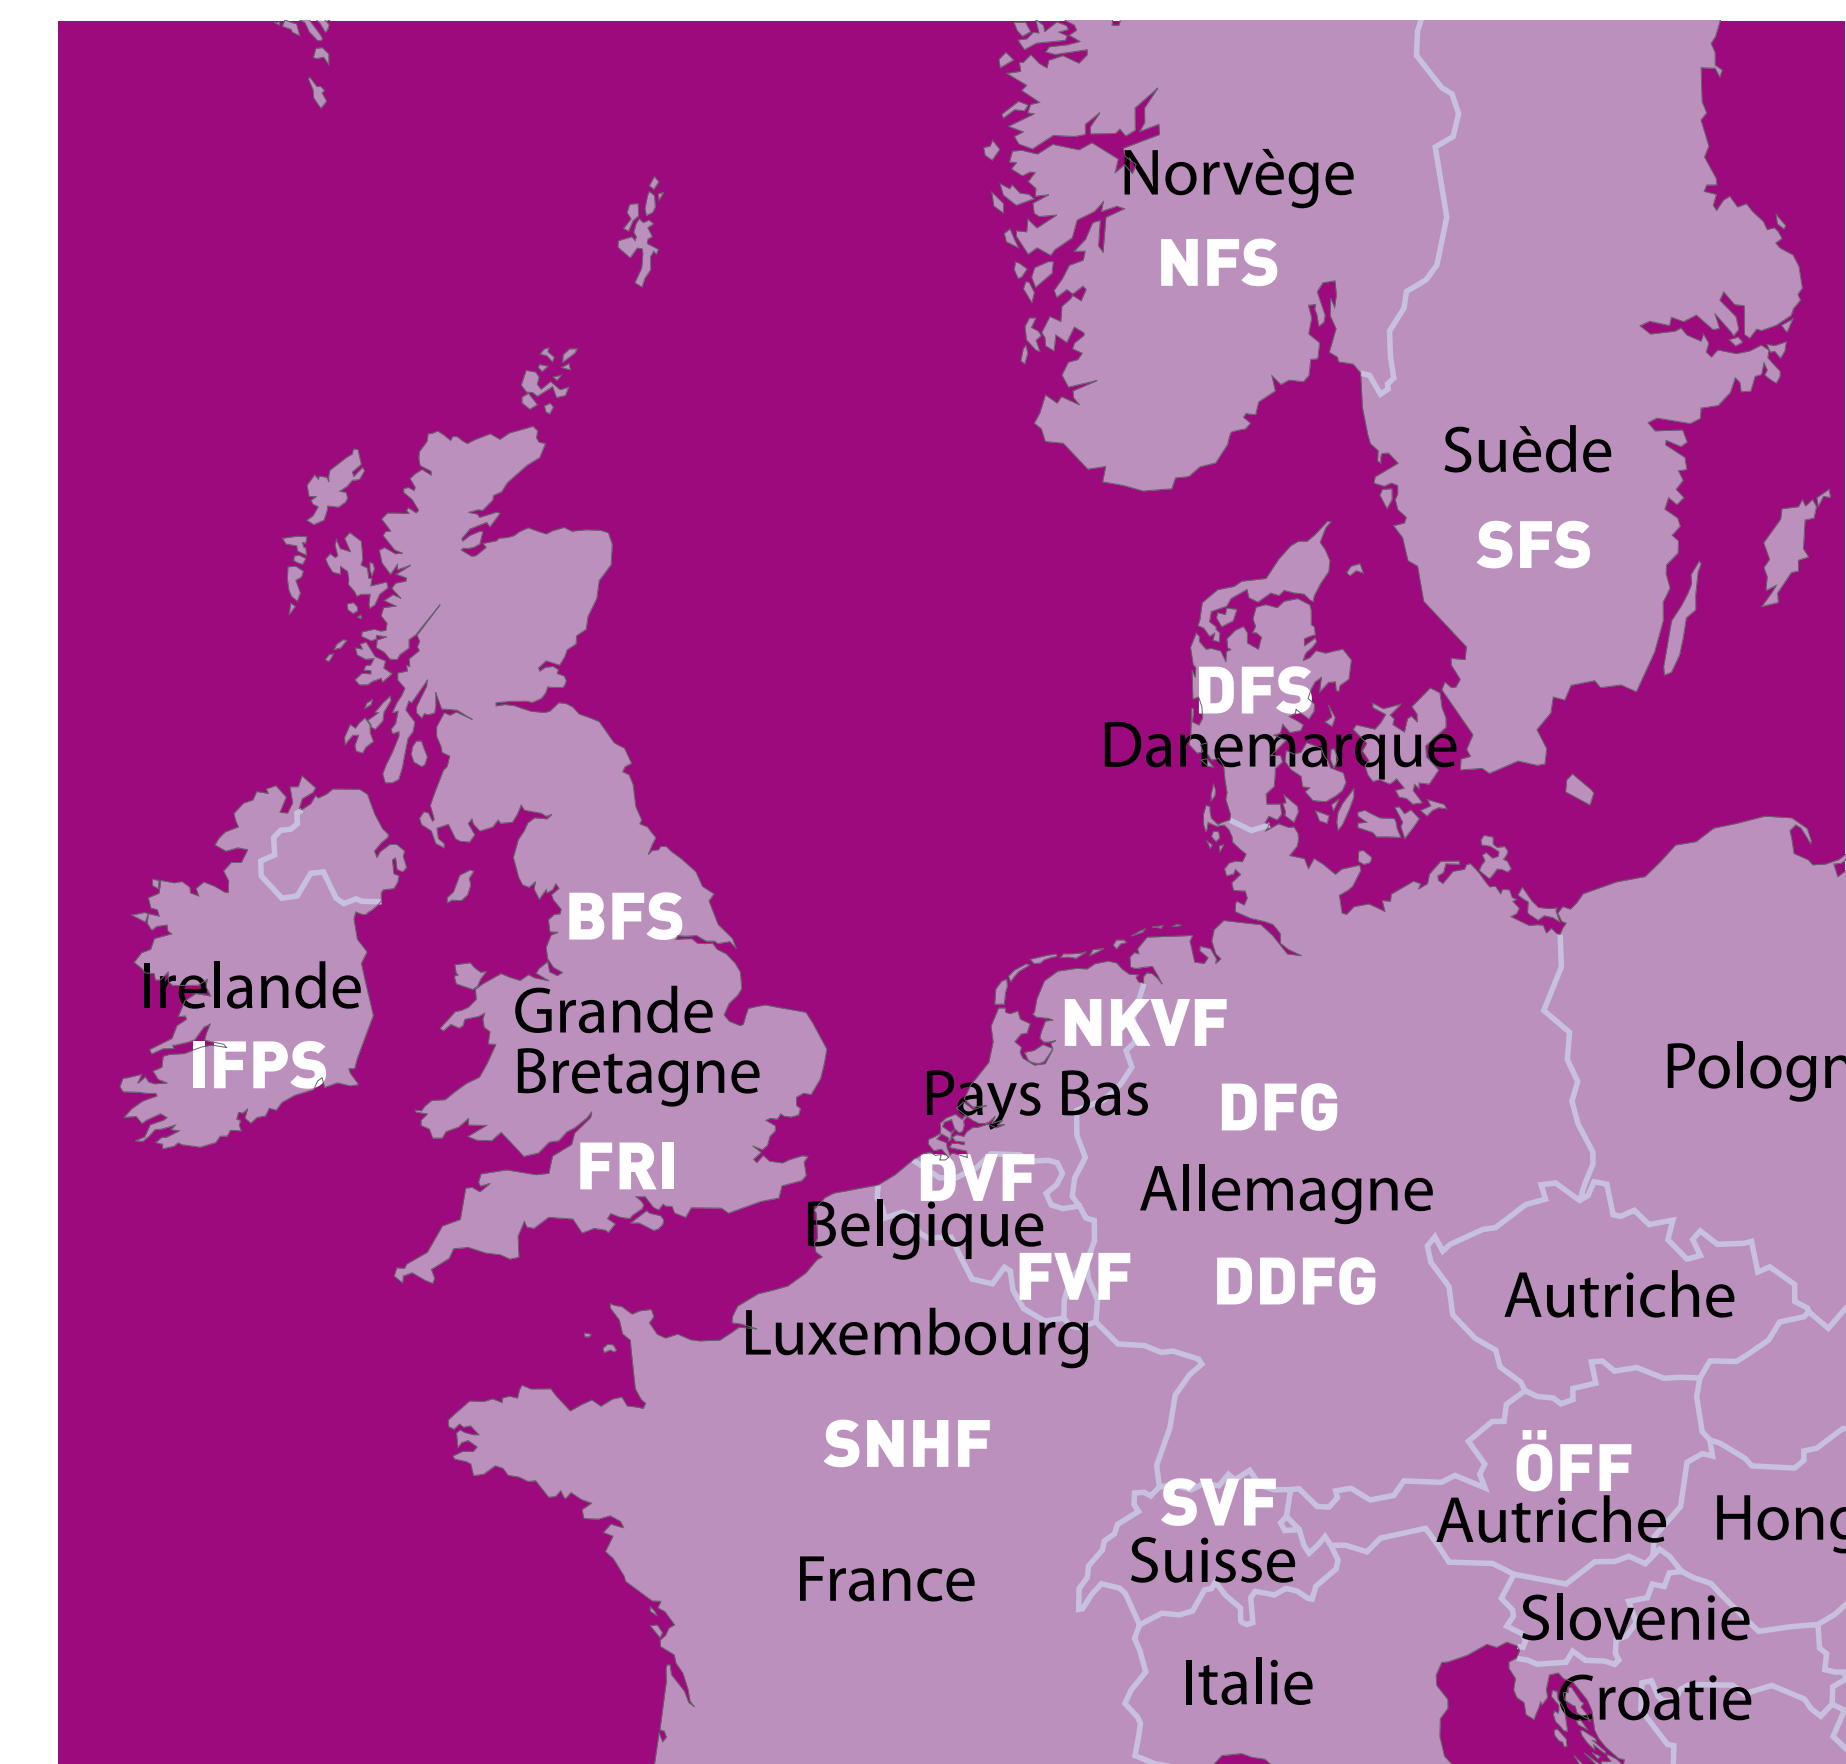 Norvège
NFS
Suède
SFS
DFS
Danemarque
BFS
Irelande
Grande
Bretagne
IFPS
NKVF
Pays Bas
DFG
Pologn
FRI
DVF
Belgique
Allemagne
FVF
DDFG
Autriche
Luxembourg
SNHF
ÖFF
Autriche
Hong
SVF
Suisse
France
Slovenie
Italie
Croatie